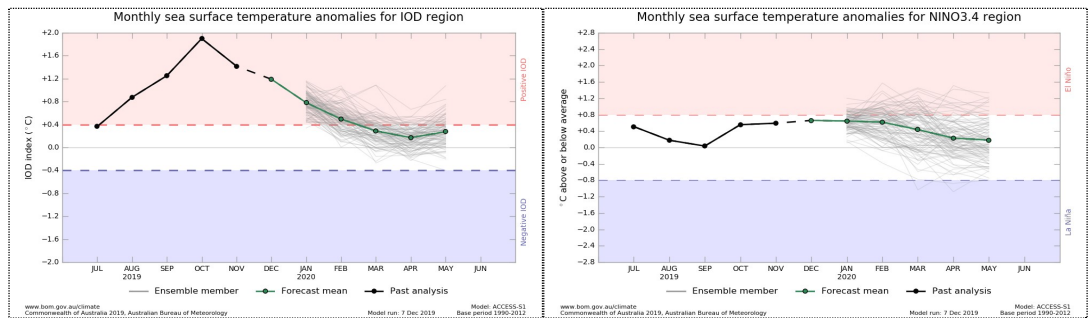 Monthly sea surface temperature anomalies for IOD region
+2.0
+1.6
+1.2
+0.8
+0.4
0.0
−0.4
−0.8
−1.2
−1.6
−2.0
IOD index (°C)
Positive IOD
Negative IOD
JUL AUG SEP OCT NOV DEC JAN FEB MAR APR MAY JUN
2019 2020
Ensemble member Forecast mean Past analysis
www.bom.gov.au/climate Model: ACCESS-S1
Commonwealth of Australia 2019, Australian Bureau of Meteorology Model run: 7 Dec 2019 Base period 1990-2012
Monthly sea surface temperature anomalies for NINO3.4 region
+2.8
+2.4
+2.0
+1.6
+1.2
+0.8
+0.4
0.0
−0.4
−0.8
−1.2
−1.6
−2.0
−2.4
−2.8
°C above or below average
El Niño
La Niña
JUL AUG SEP OCT NOV DEC JAN FEB MAR APR MAY JUN
2019 2020
Ensemble member Forecast mean Past analysis
www.bom.gov.au/climate Model: ACCESS-S1
Commonwealth of Australia 2019, Australian Bureau of Meteorology Model run: 7 Dec 2019 Base period 1990-2012